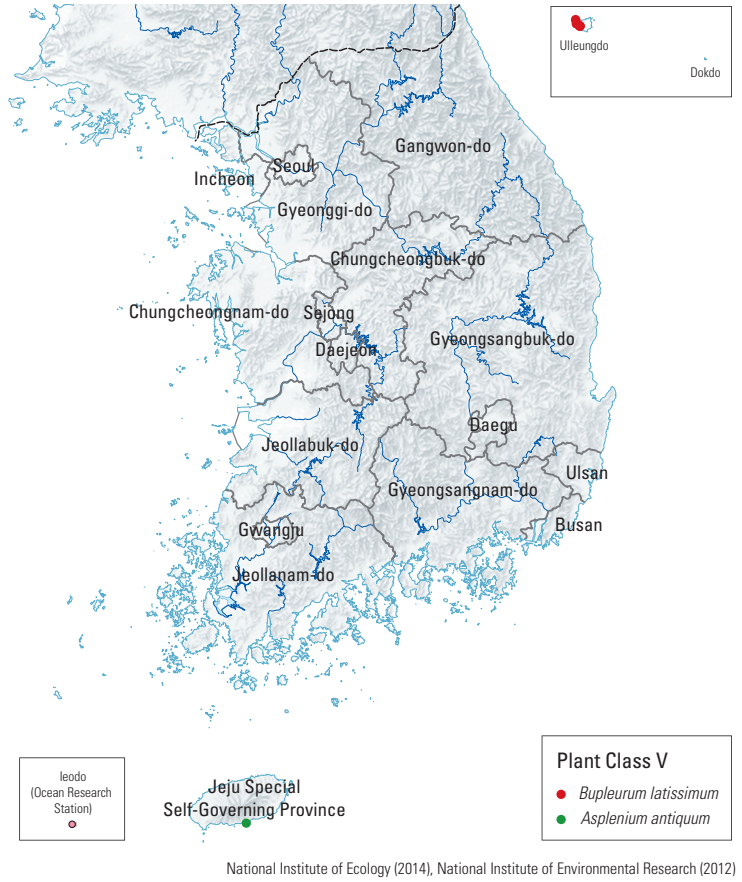 Ulleungdo
Dokdo
Gangwon-do
Seoul
Incheon
Gyeonggi-do
Chungcheongbuk-do
Chungcheongnam-do
Sejong
Gyeongsangbuk-do
Daejeon
Daegu
Jeollabuk-do
Ulsan
Gyeongsangnam-do
Busan
Gwangju
Jeollanam-do
Ieodo
(Ocean Research
Station)
Jeju Special
Self-Governing Province
Plant Class V
Bupleurum latissimum
Asplenium antiquum
National Institute of Ecology (2014), National Institute of Environmental Research (2012)